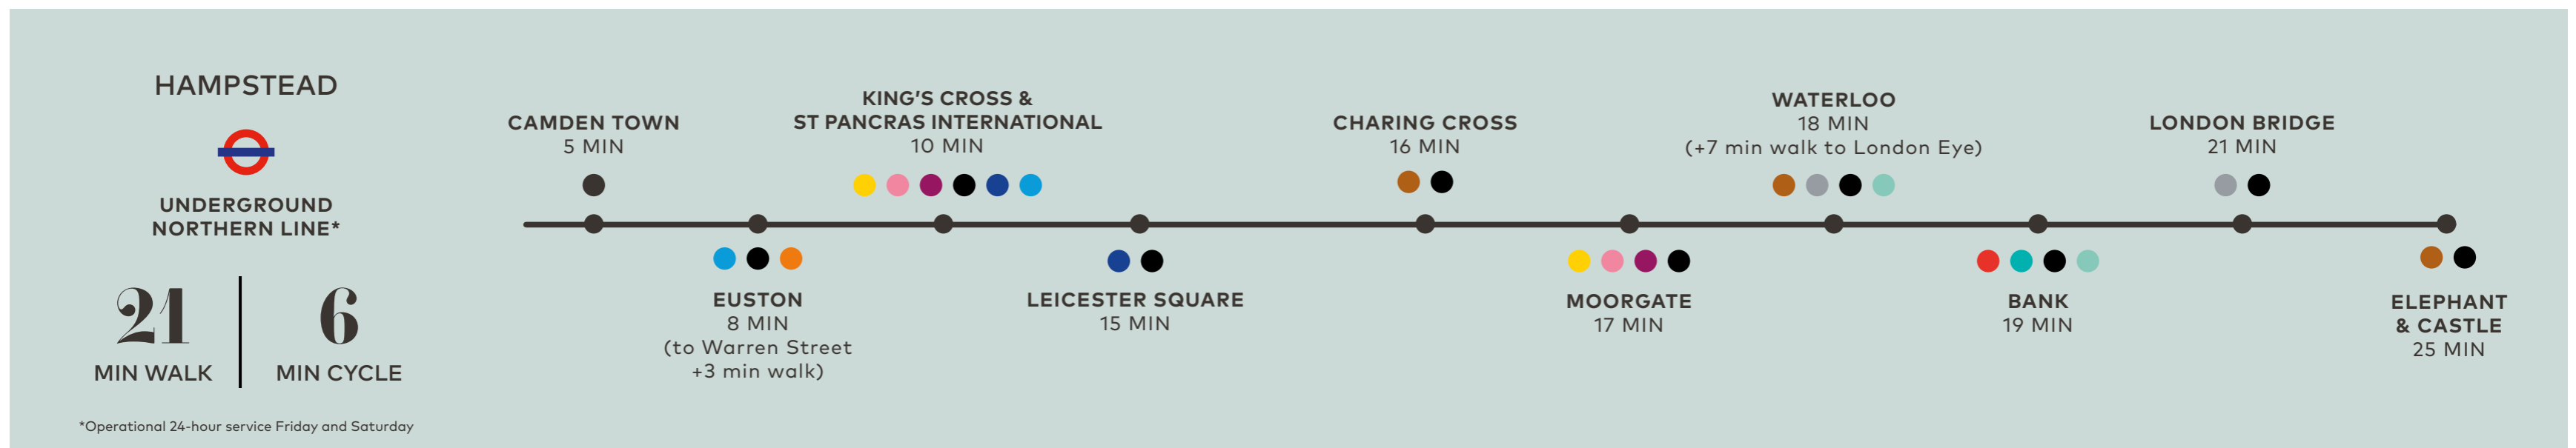 HAMPSTEAD
UNDERGROUND
NORTHERN LINE*
21
MIN WALK
6
MIN CYCLE
*Operational 24-hour service Friday and Saturday
CAMDEN TOWN
5 MIN
EUSTON
8 MIN
(to Warren Street
+3 min walk)
KING'S CROSS &
ST PANCRAS INTERNATIONAL
10 MIN
LEICESTER SQUARE
15 MIN
CHARING CROSS
16 MIN
MOORGATE
17 MIN
WATERLOO
18 MIN
(+7 min walk to London Eye)
BANK
19 MIN
LONDON BRIDGE
21 MIN
ELEPHANT
& CASTLE
25 MIN